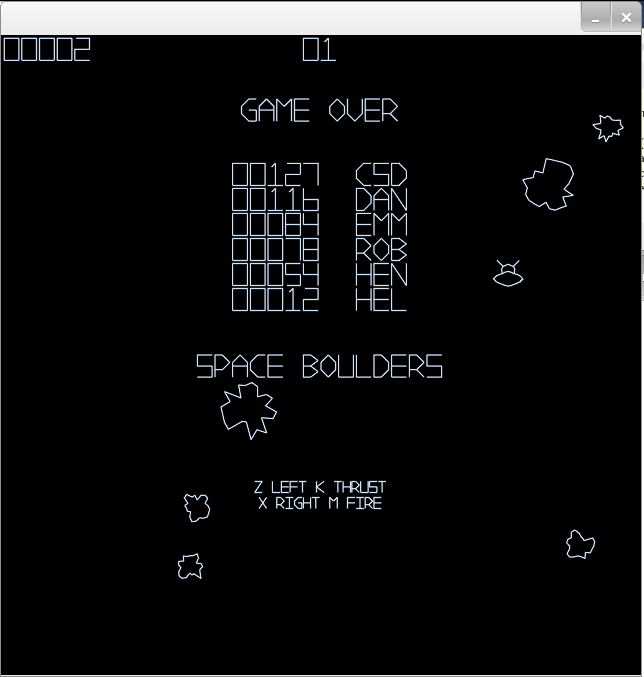 00002 01
GAME OVER
00127 CSD
00116 DAN
00084 EMM
00078 ROB
00054 HEN
00012 HEL
SPACE BOULDERS
Z LEFT K THRUST
X RIGHT M FIRE